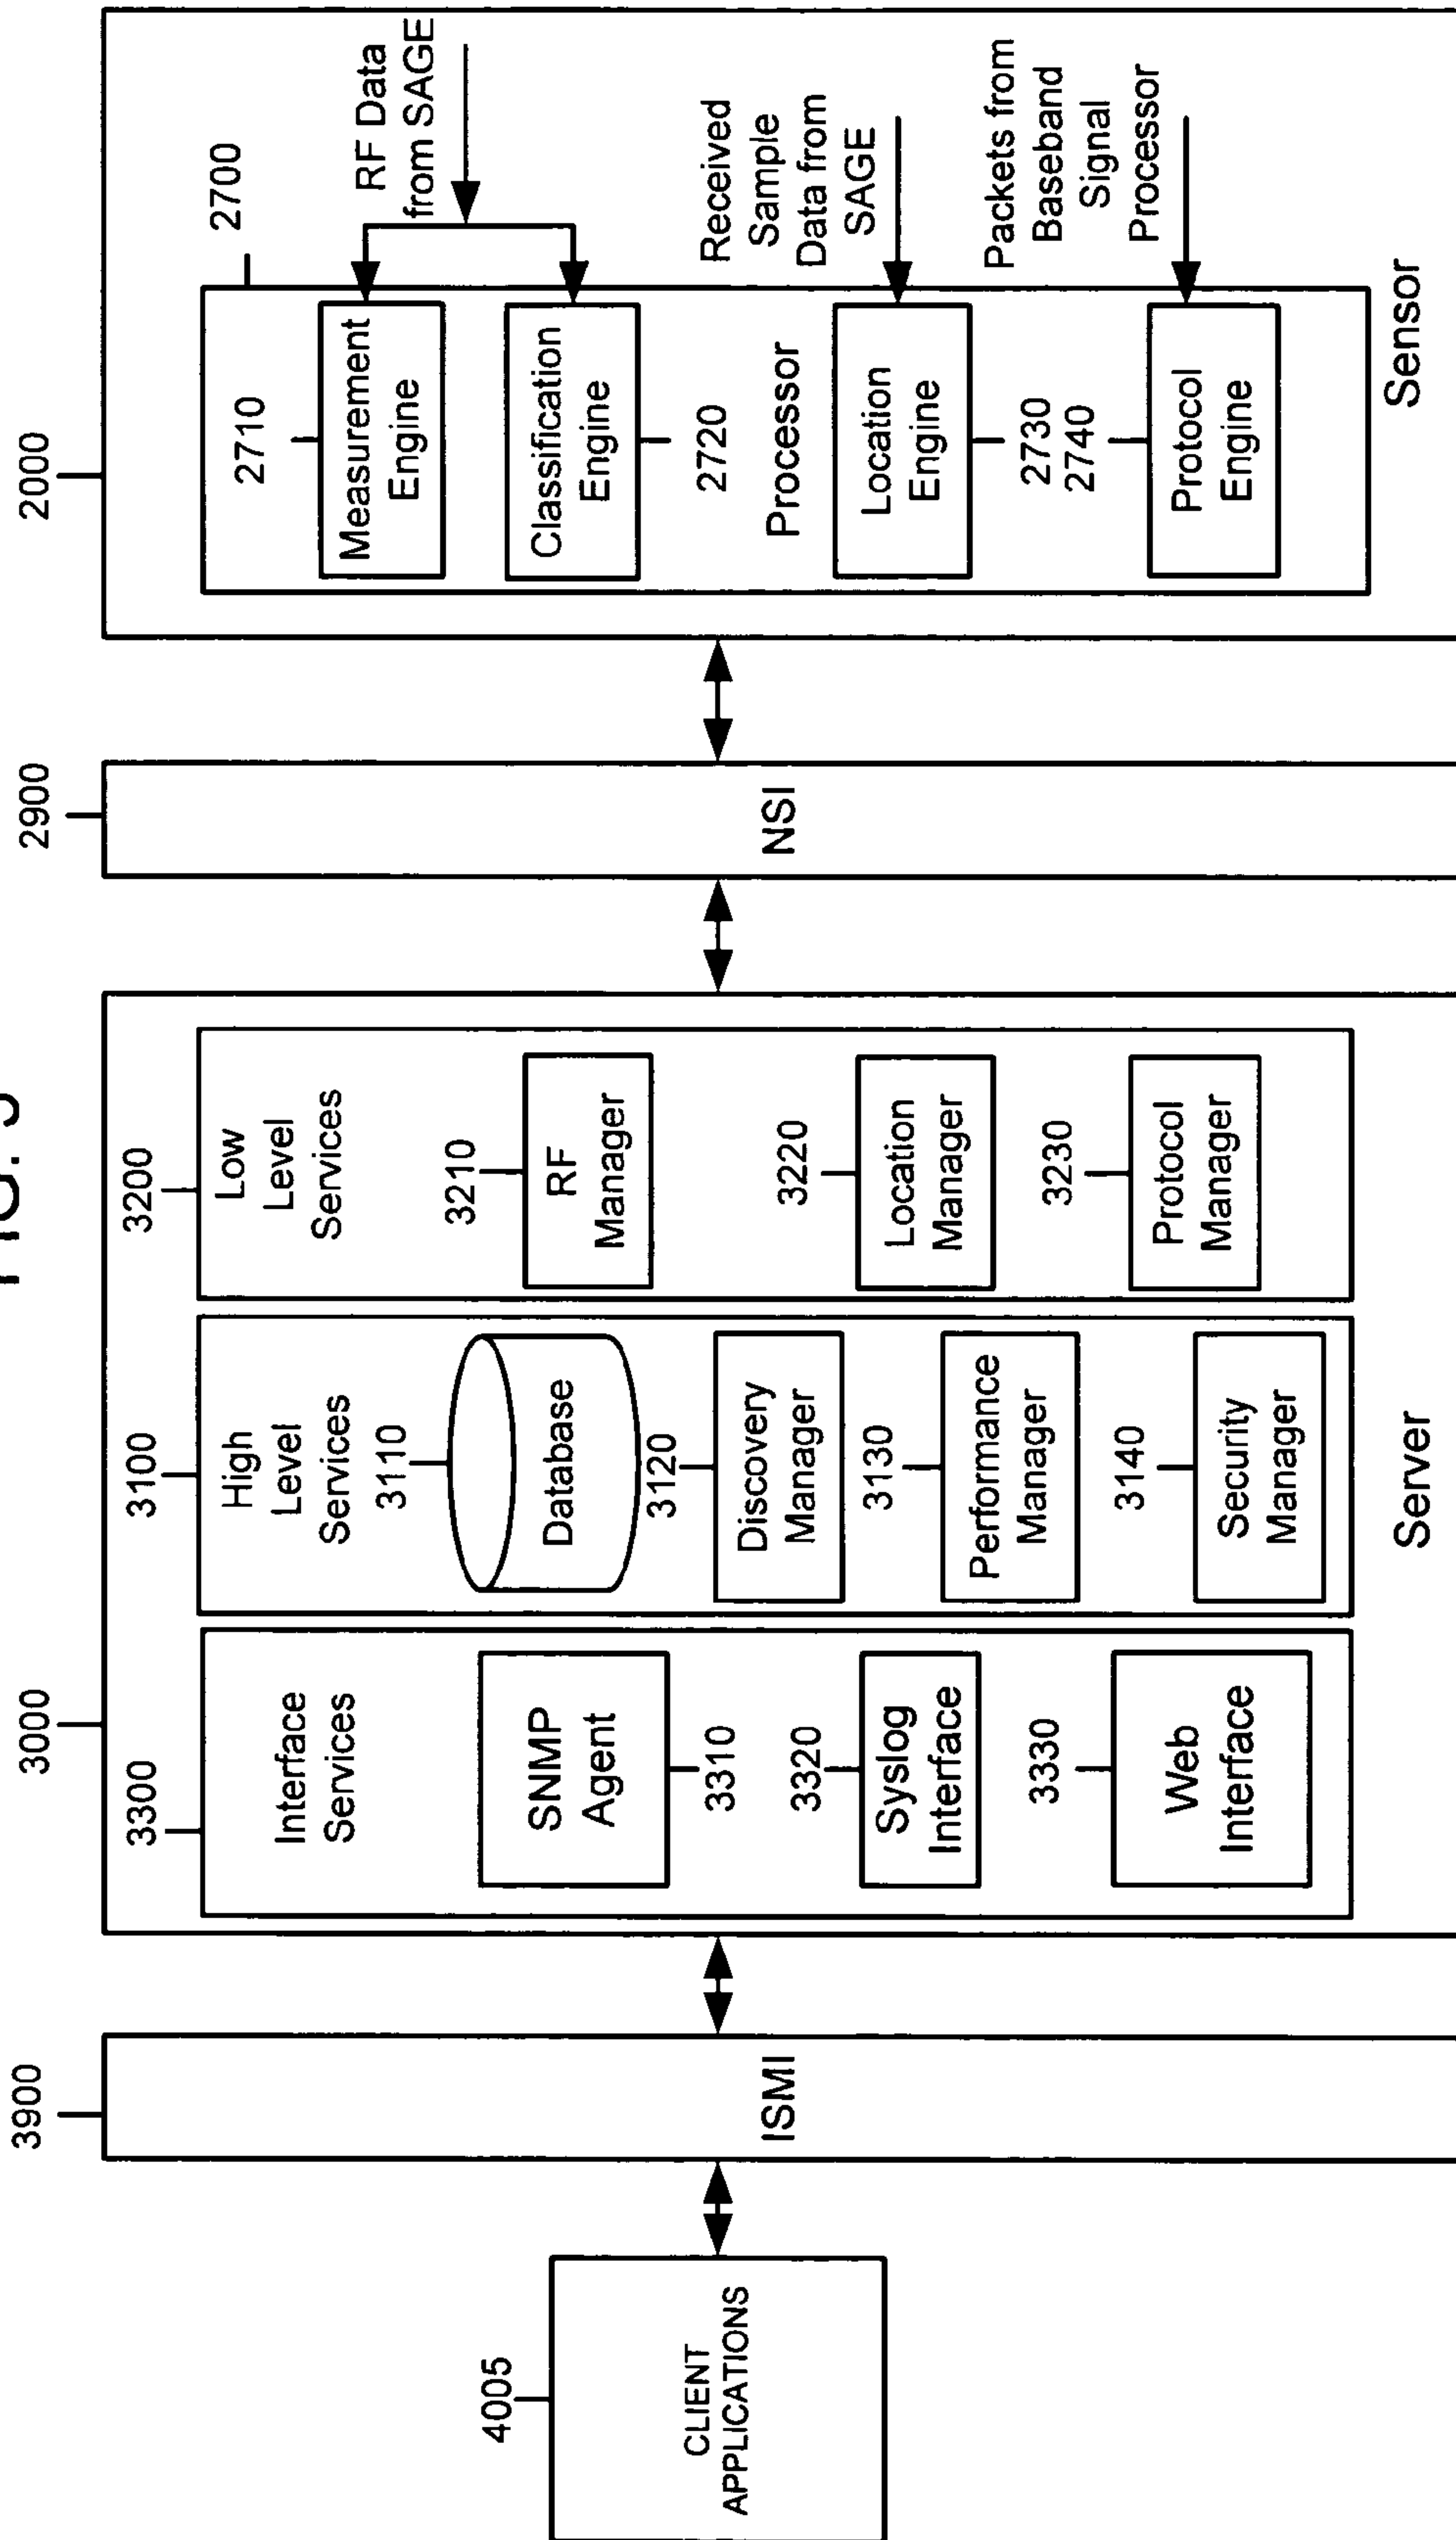 FIG.
4005
CLIENT
APPLICATIONS
3900
ISMI
3000
3300
Interface
Services
SNMP
Agent
3310
3320
Syslog
Interface
3330
Web
Interface
3100
High
Level
Services
3110
Database
3120
Discovery
Manager
3130
Performance
Manager
3140
Security
Manager
3200
Low
Level
Services
3210
RF
Manager
3220
Location
Manager
3230
Protocol
Manager
Server
2900
NSI
2000
2700
2710
Measurement
Engine
Classification
Engine
2720
Processor
Location
Engine
2730
2740
Protocol
Engine
RF Data
from SAGE
Received
Sample
Data from
SAGE
Packets from
Baseband
Signal
Processor
Sensor